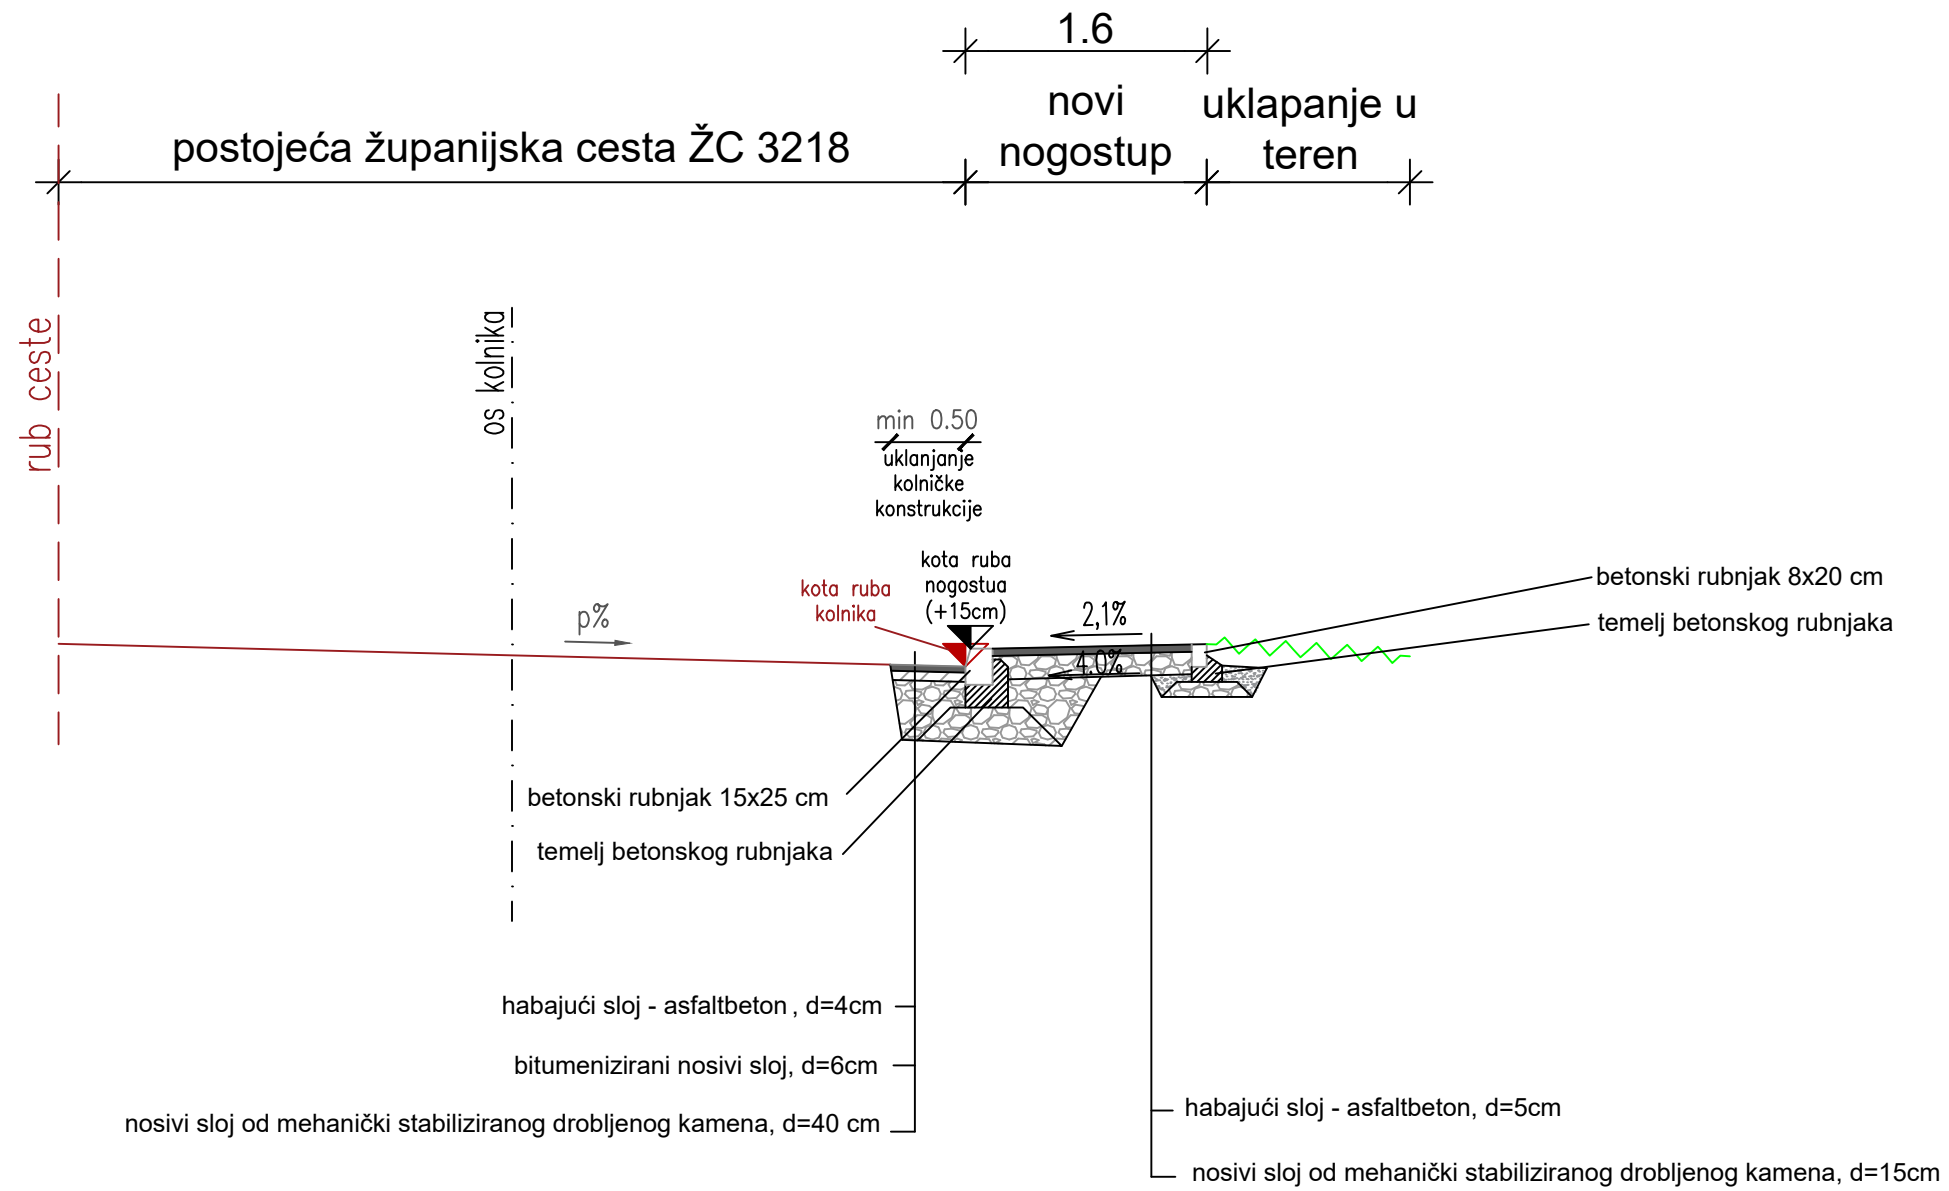 1.6
postojeća županijska cesta ŽC 3218
novi
nogostup
uklapanje u
teren
rub ceste
os kolnika
min 0.50
uklanjanje
kolničke
konstrukcije
kota ruba
nogostua
(+15cm)
kota ruba
kolnika
p%
2,1%
4.0%
betonski rubnjak 8x20 cm
temelj betonskog rubnjaka
betonski rubnjak 15x25 cm
temelj betonskog rubnjaka
habajući sloj - asfaltbeton , d=4cm
bitumenizirani nosivi sloj, d=6cm
nosivi sloj od mehanički stabiliziranog drobljenog kamena, d=40 cm
habajući sloj - asfaltbeton, d=5cm
nosivi sloj od mehanički stabiliziranog drobljenog kamena, d=15cm